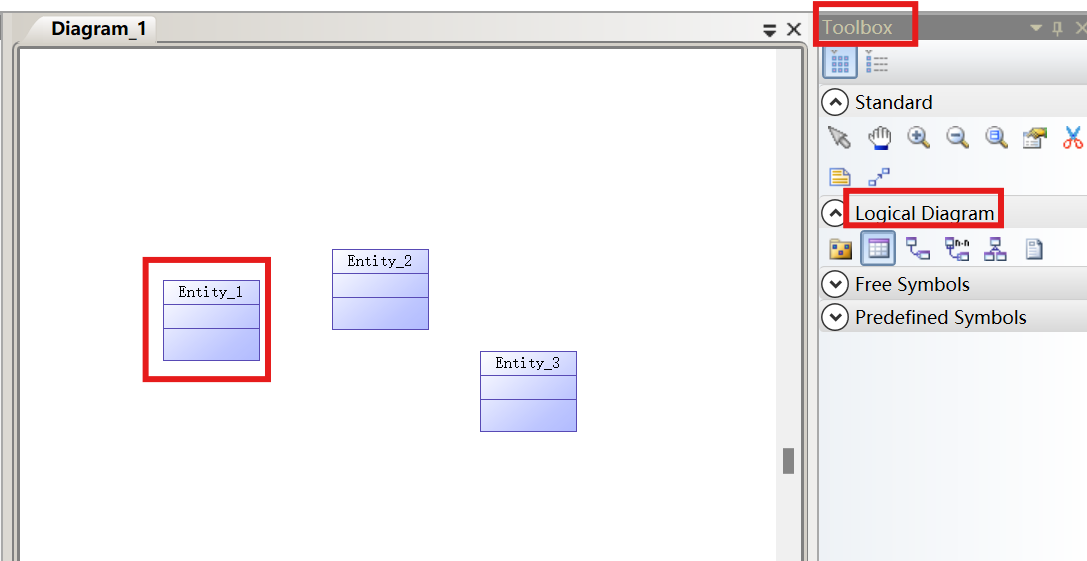 Diagram_1
Toolbox
Standard
Logical Diagram
n-n
Free Symbols
Predefined Symbols
Entity_1
Entity_2
Entity_3